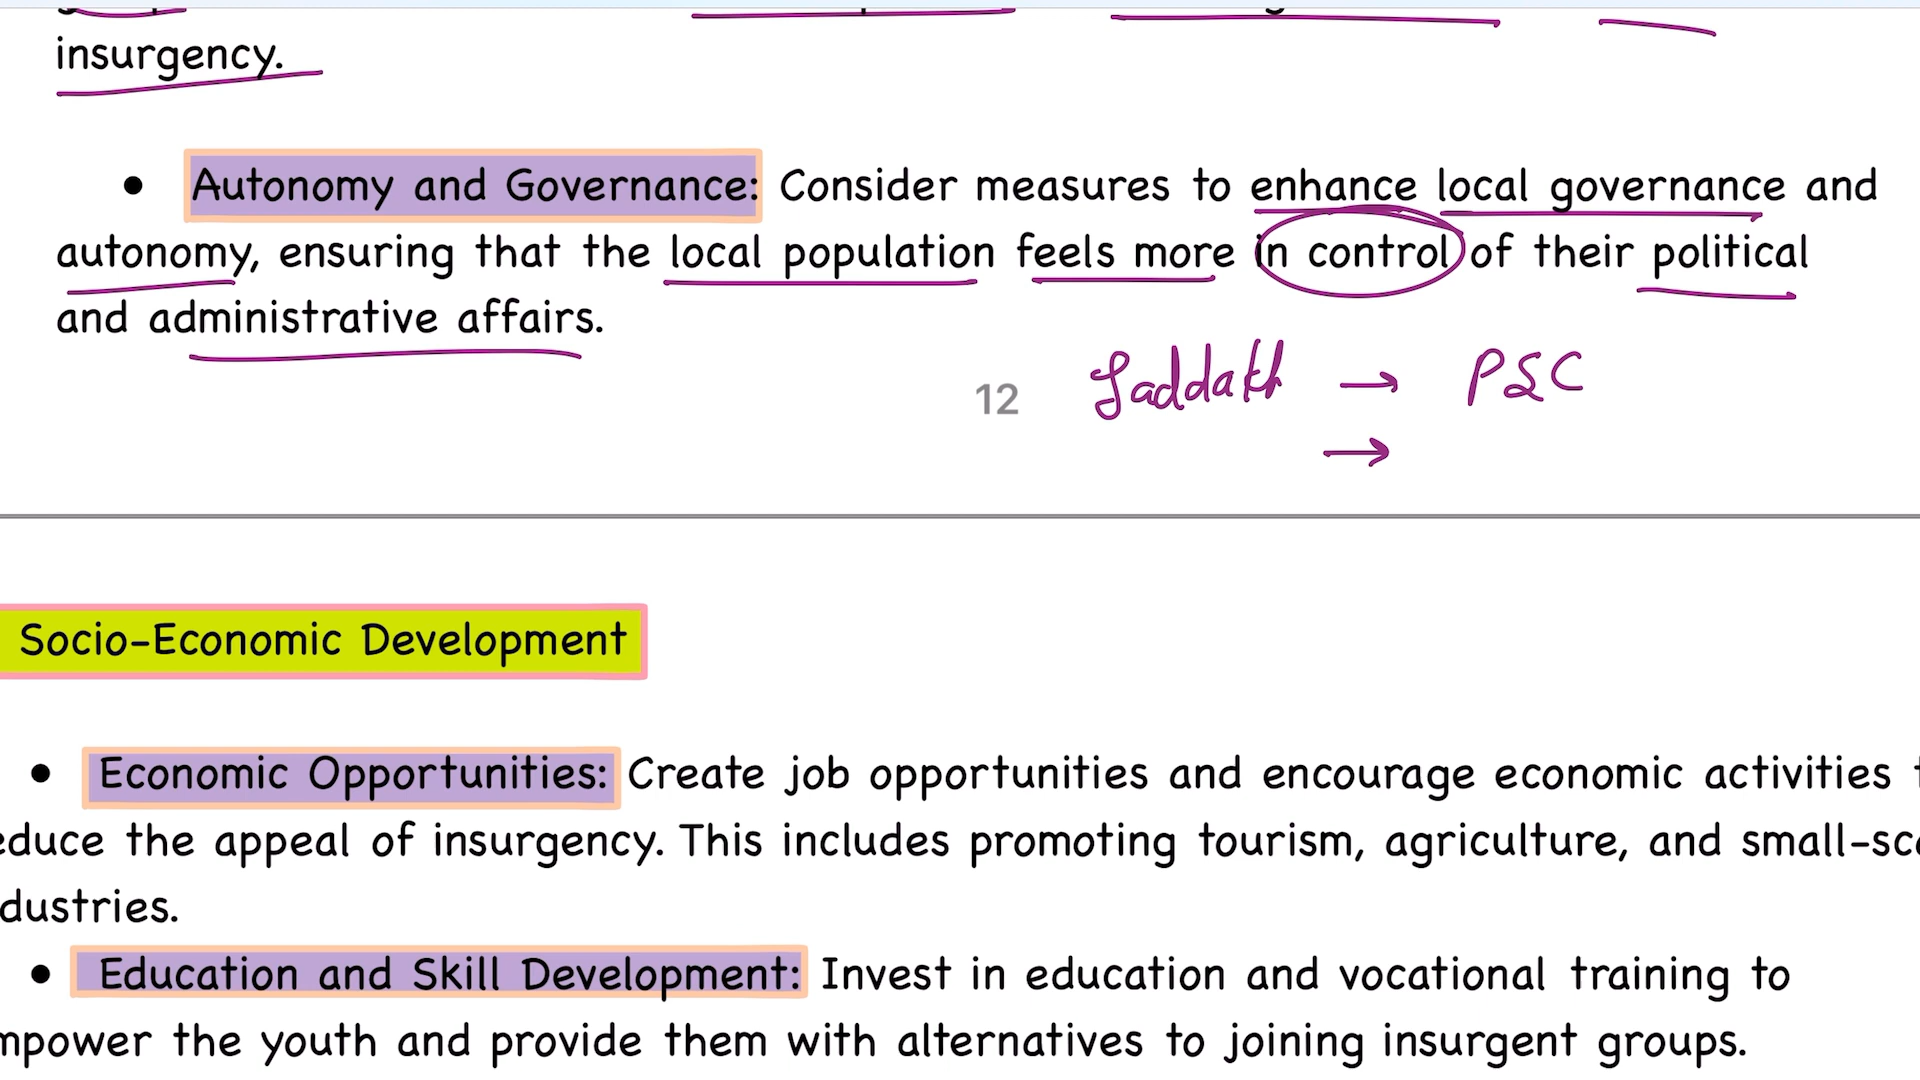 insurgency.
• Autonomy and Governance: Consider measures to enhance local governance and
autonomy, ensuring that the local population feels more in control of their political
and administrative affairs.
12 Laddakh → PSC
→
Socio-Economic Development
• Economic Opportunities: Create job opportunities and encourage economic activities t
educe the appeal of insurgency. This includes promoting tourism, agriculture, and small-sca
dustries.
• Education and Skill Development: Invest in education and vocational training to
mpower the youth and provide them with alternatives to joining insurgent groups.